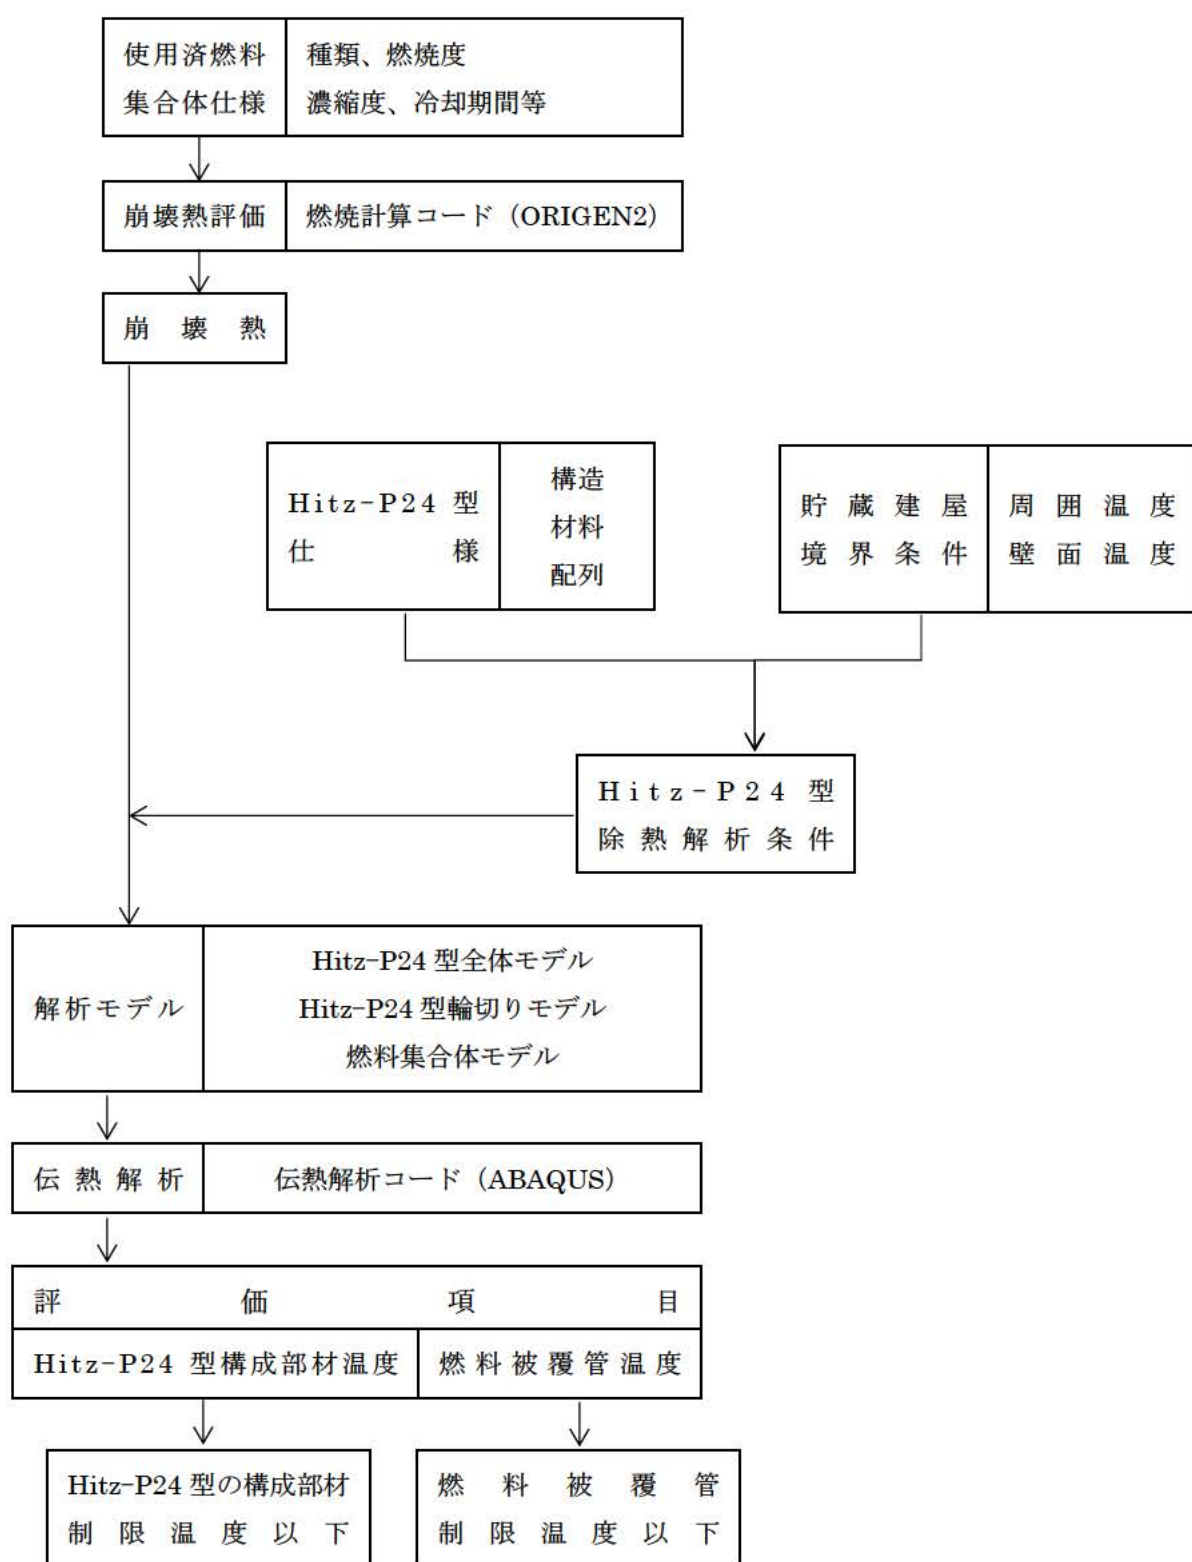 使用済燃料
集合体仕様
種類、燃焼度
濃縮度、冷却期間等
崩壊熱評価
燃焼計算コード（ORIGEN2）
崩壊熱
Hitz-P24 型
仕様
構造
材料
配列
貯蔵建屋
境界条件
周囲温度
壁面温度
Hitz-P24 型
除熱解析条件
解析モデル
Hitz-P24 型全体モデル
Hitz-P24 型輪切りモデル
燃料集合体モデル
伝熱解析
伝熱解析コード（ABAQUS）
評価項目
Hitz-P24 型構成部材温度
燃料被覆管温度
Hitz-P24 型の構成部材
制限温度以下
燃料被覆管
制限温度以下